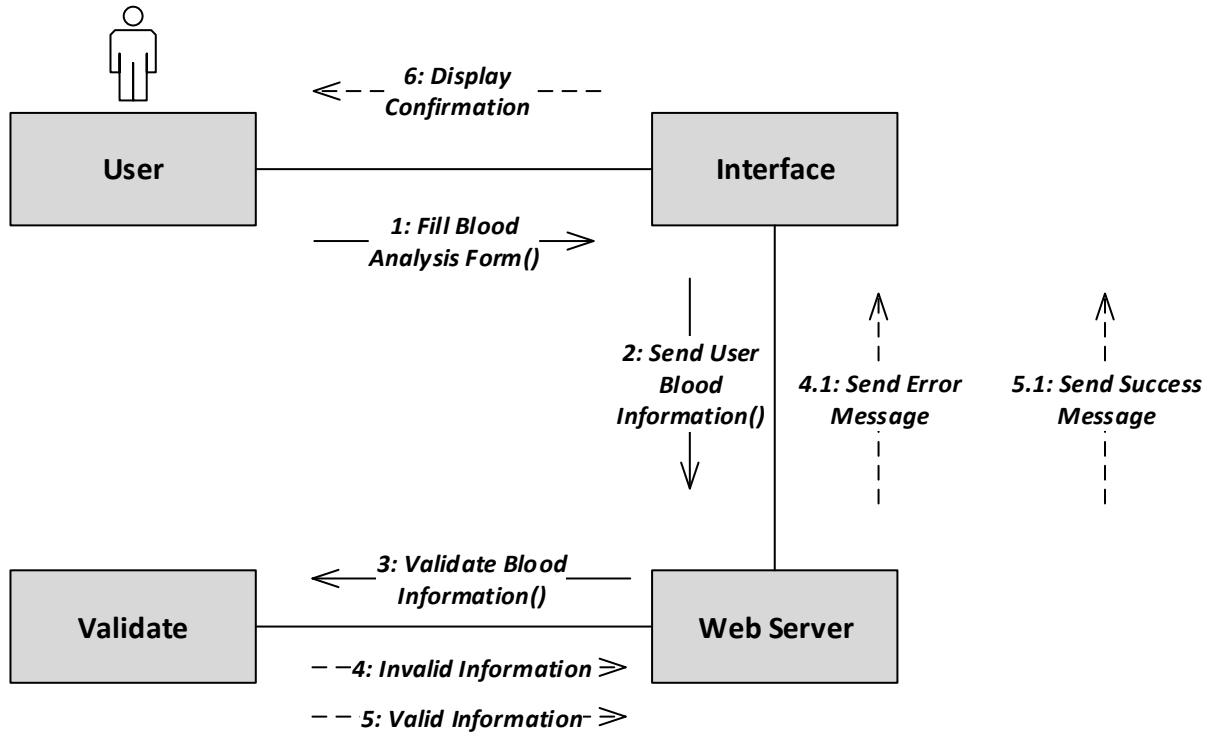 6: Display
Confirmation
User
Interface
1: Fill Blood
Analysis Form()
2: Send User
Blood
Information()
4.1: Send Error
Message
5.1: Send Success
Message
3: Validate Blood
Information()
Validate
Web Server
4: Invalid Information
5: Valid Information